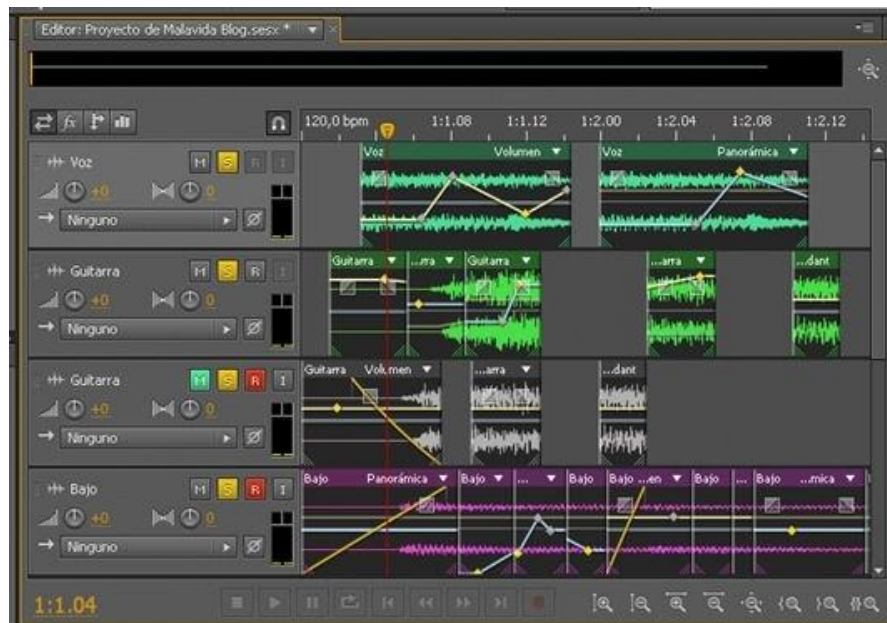 Editor: Proyecto de Malavida Blog.sesx *
fx
120,0 bpm 1:1.08 1:1.12 1:2.00 1:2.04 1:2.08 1:2.12
Voz M S R I
Voz Volumen Voz Panorámica
+0 0
Ninguno
Guitarra M S R I
Guitarra ...rra Guitarra ...arra ...dant
+0 0
Ninguno
Guitarra M S R I
Guitarra Volumen ...arra ...dant
+0 0
Ninguno
Bajo M S R I
Bajo Panorámica Bajo ... Bajo Bajo ...en Bajo ... Bajo ...mica
+0 0
Ninguno
1:1.04